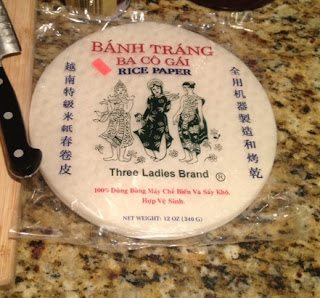 BÁNH TRÁNG
BA CÔ GÁI
RICE PAPER
越南特級米紙春卷皮
全用机器製造和烤乾
Three Ladies Brand ®
100% Dùng Bằng Máy Chế Biến Và Sấy Khô.
Hợp Vệ Sinh.
NET WEIGHT: 12 OZ (340 G)